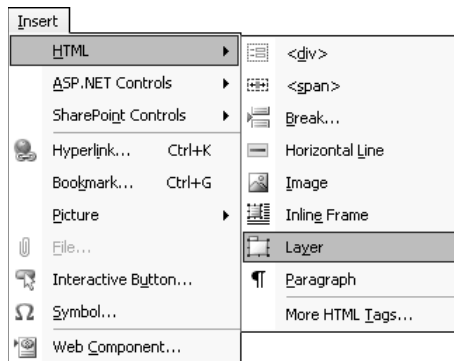 Insert
HTML
ASP.NET Controls
SharePoint Controls
Hyperlink... Ctrl+K
Bookmark... Ctrl+G
Picture
File...
Interactive Button...
Symbol...
Web Component...
<div>
<span>
Break...
Horizontal Line
Image
Inline Frame
Layer
Paragraph
More HTML Tags...